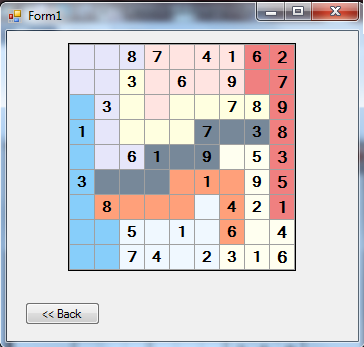 Form1
8 7 4 1 6 2
3 6 9 7
3 7 8 9
1 7 3 8
6 1 9 5 3
3 1 9 5
8 4 2 1
5 1 6 4
7 4 2 3 1 6
<< Back